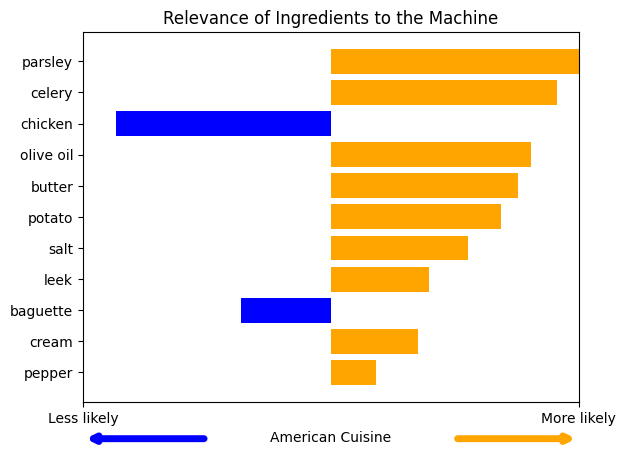 Relevance of Ingredients to the Machine
parsley
celery
chicken
olive oil
butter
potato
salt
leek
baguette
cream
pepper
Less likely
More likely
American Cuisine